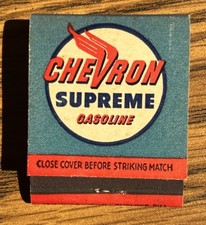 CHEVRON
SUPREME
GASOLINE
CLOSE COVER BEFORE STRIKING MATCH